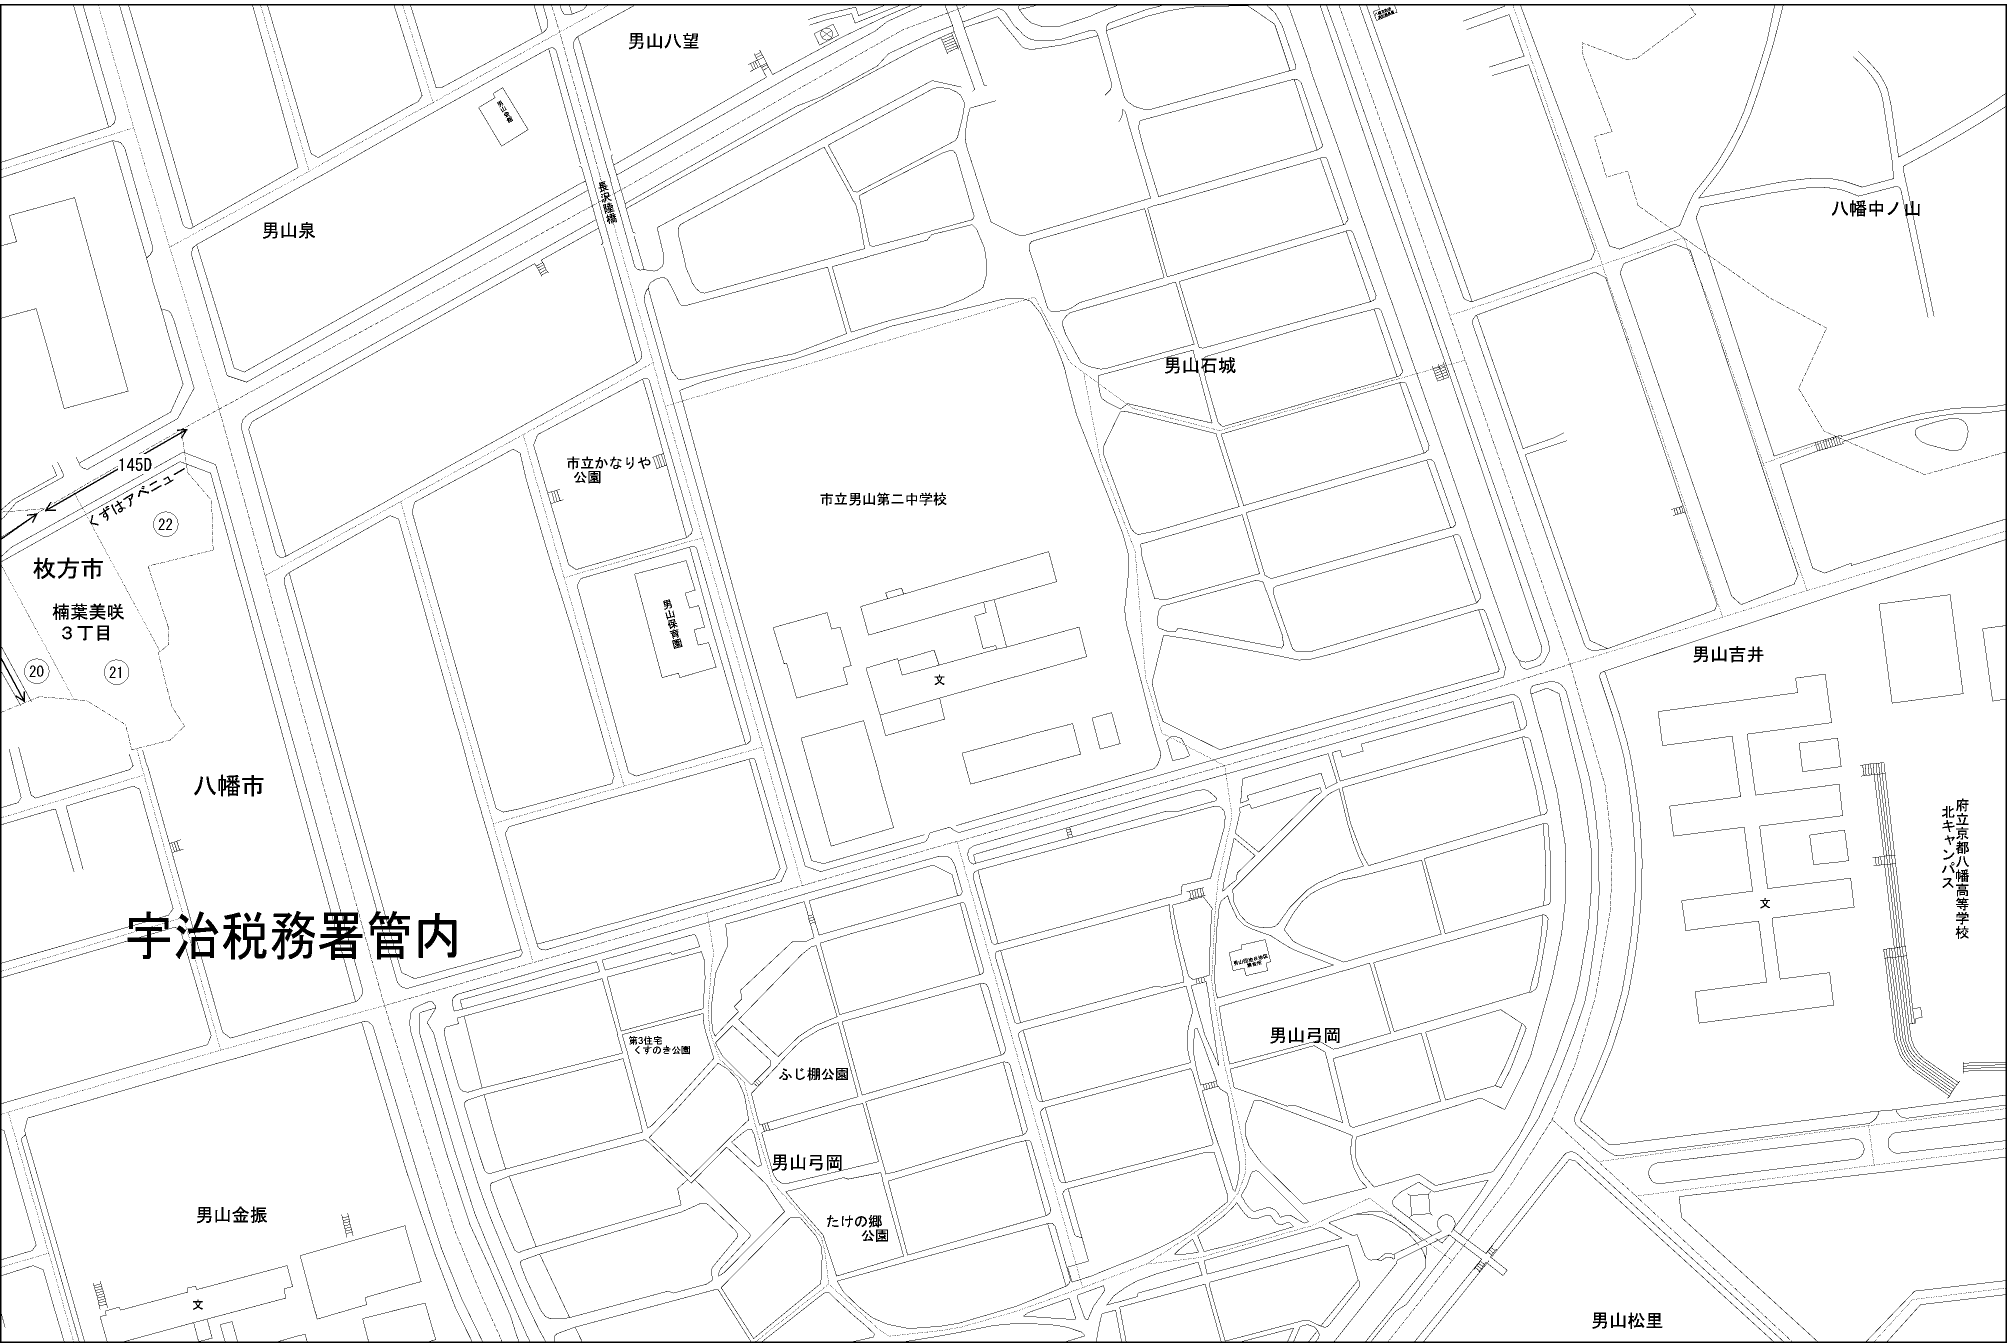 男山八望
長沢陸橋
男山泉
八幡中ノ山
男山石城
市立かなりや
公園
145D
くずはアベニュー
22
市立男山第二中学校
枚方市
楠葉美咲
３丁目
20
21
男山保育園
文
男山吉井
八幡市
府立京都八幡高等学校
北キャンパス
文
宇治税務署管内
第3住宅
くすのき公園
男山弓岡
ふじ棚公園
男山弓岡
たけの郷
公園
男山金振
文
男山松里